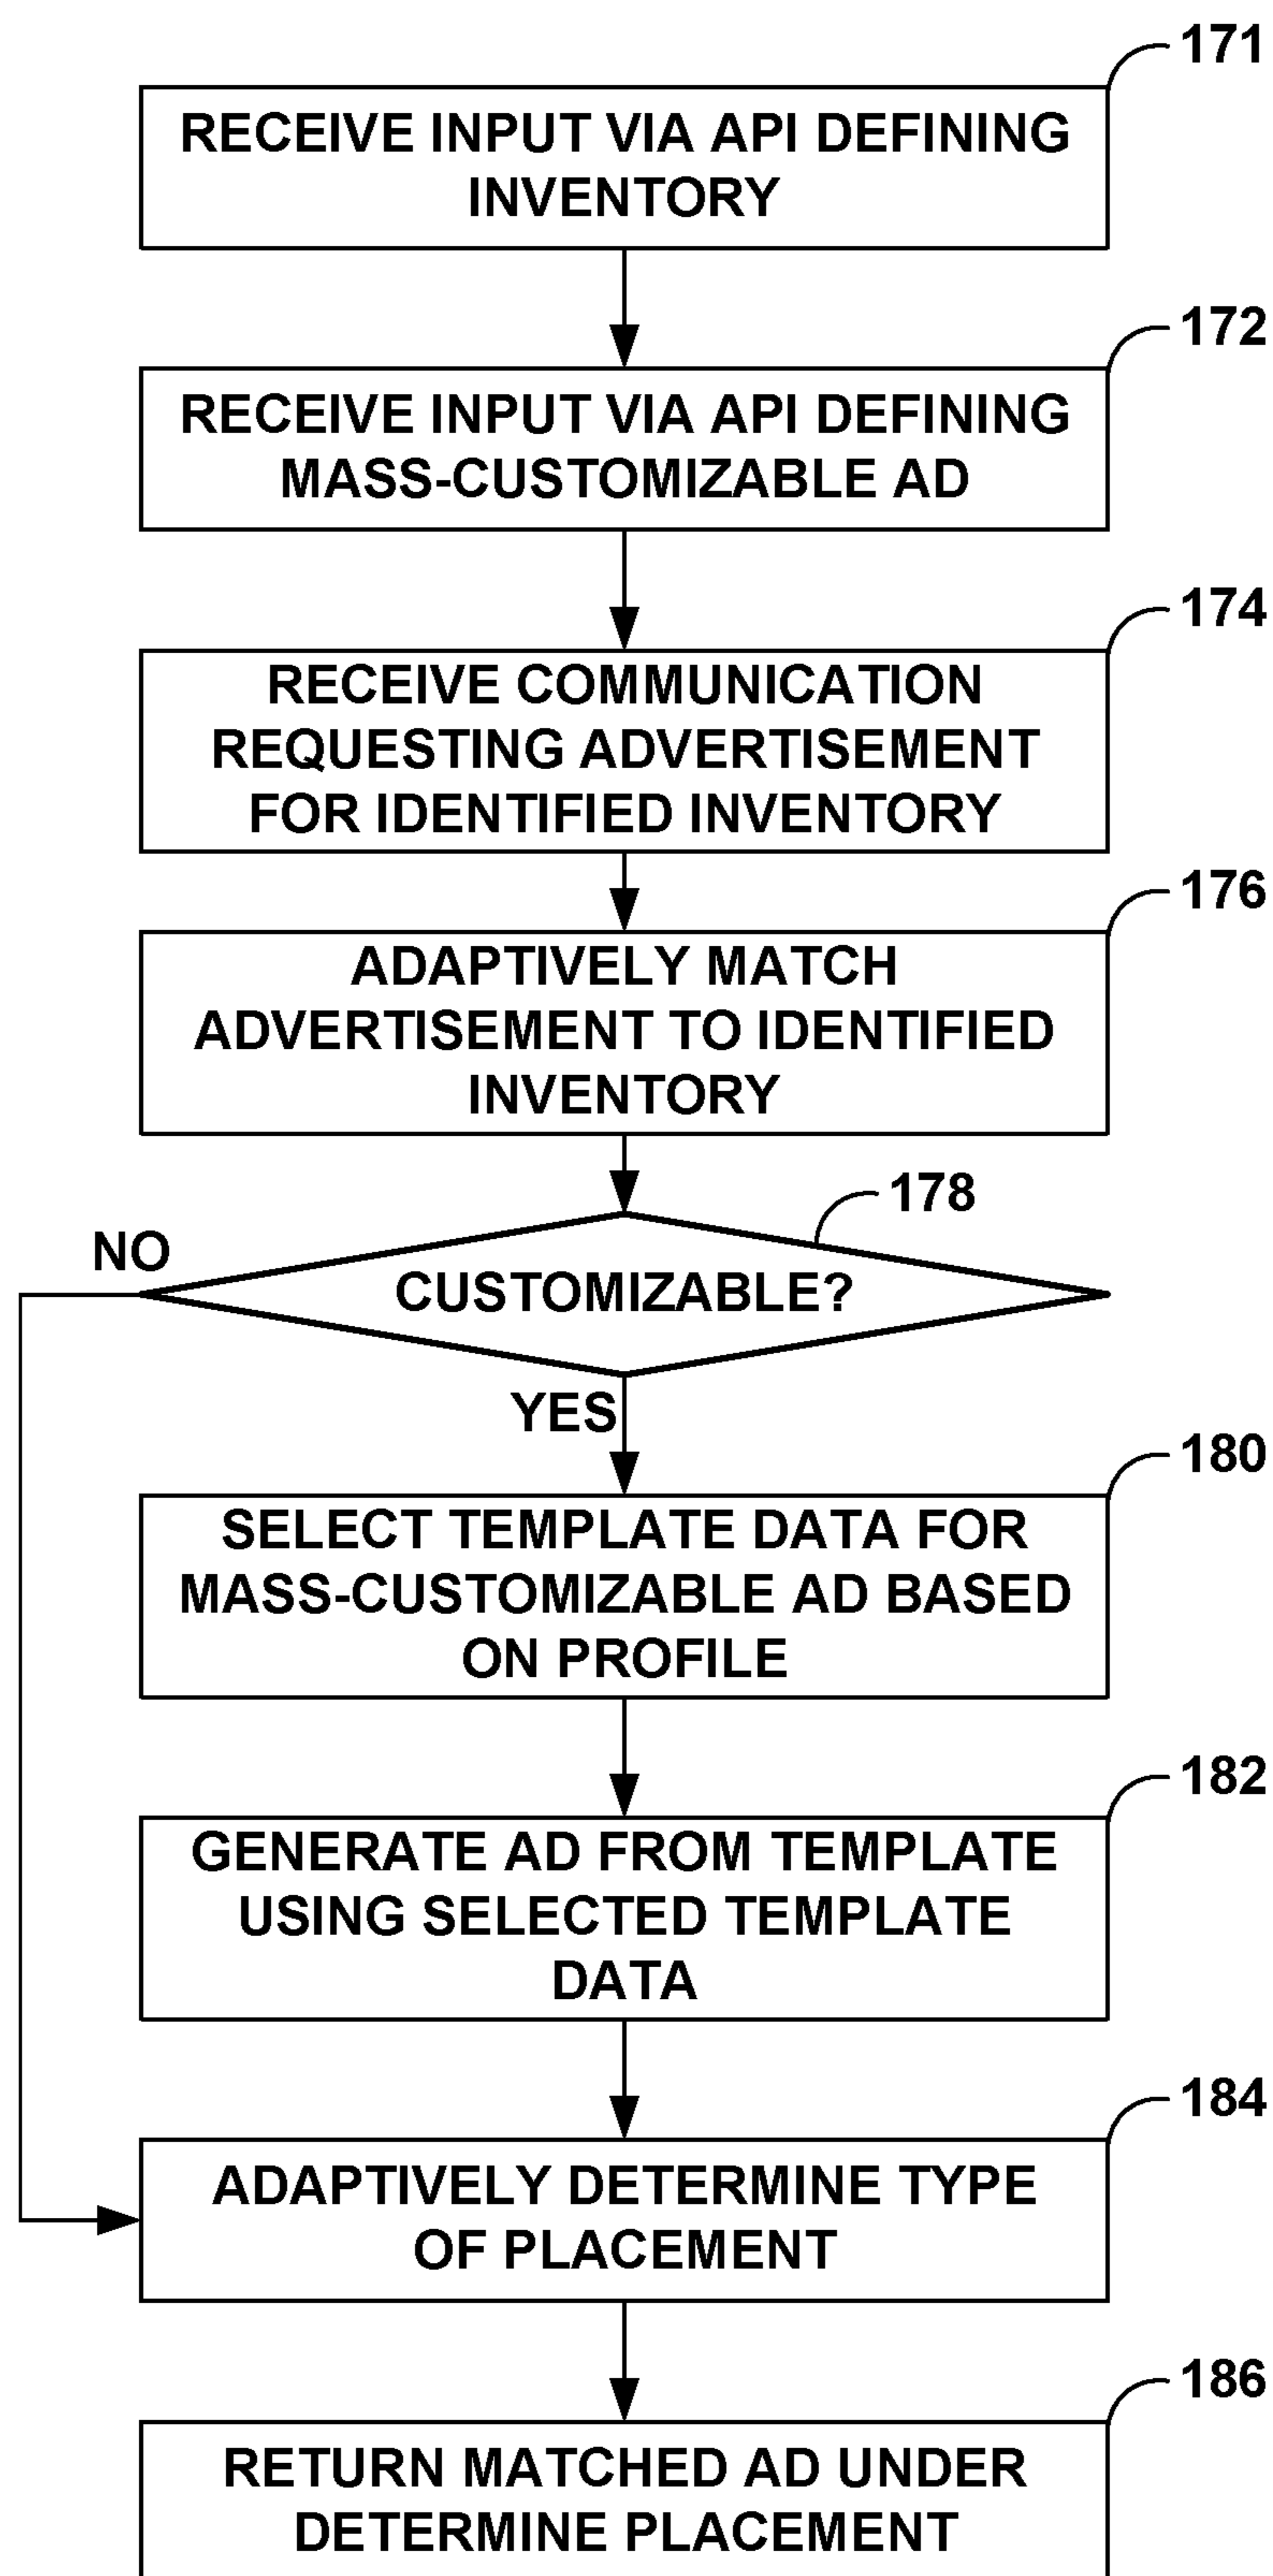 171
RECEIVE INPUT VIA API DEFINING
INVENTORY
172
RECEIVE INPUT VIA API DEFINING
MASS-CUSTOMIZABLE AD
174
RECEIVE COMMUNICATION
REQUESTING ADVERTISEMENT
FOR IDENTIFIED INVENTORY
176
ADAPTIVELY MATCH
ADVERTISEMENT TO IDENTIFIED
INVENTORY
178
NO
CUSTOMIZABLE?
YES
180
SELECT TEMPLATE DATA FOR
MASS-CUSTOMIZABLE AD BASED
ON PROFILE
182
GENERATE AD FROM TEMPLATE
USING SELECTED TEMPLATE
DATA
184
ADAPTIVELY DETERMINE TYPE
OF PLACEMENT
186
RETURN MATCHED AD UNDER
DETERMINE PLACEMENT